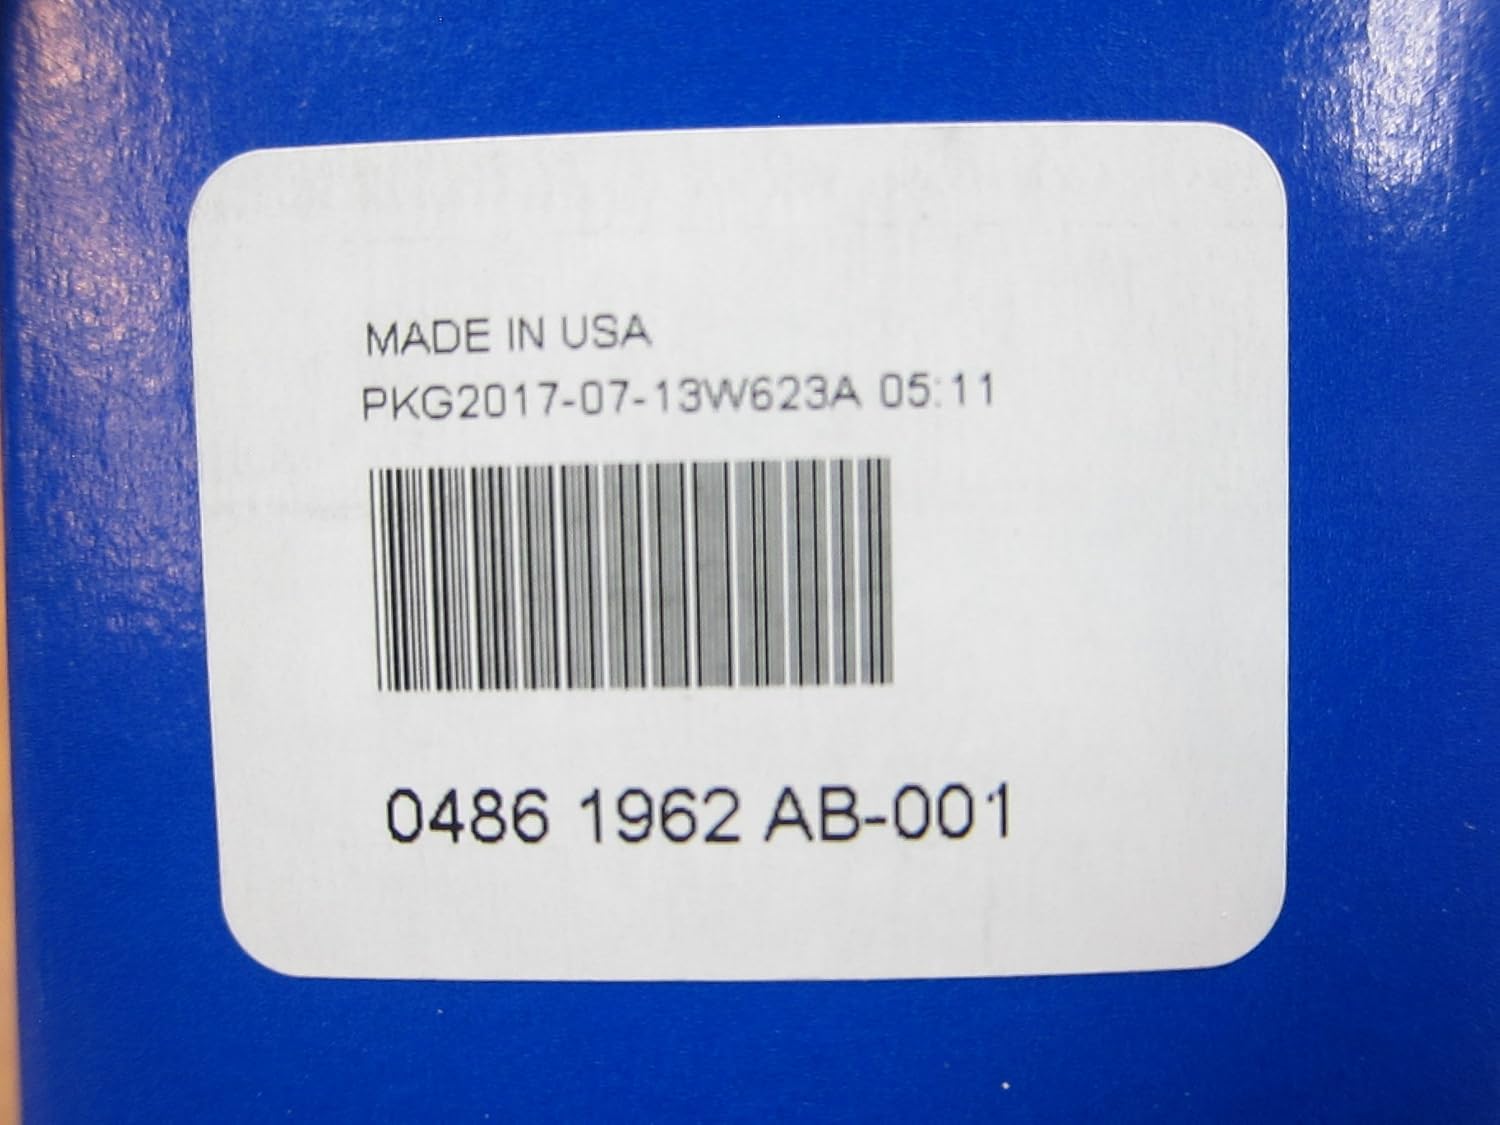 MADE IN USA
PKG2017-07-13W623A 05:11
0486 1962 AB-001